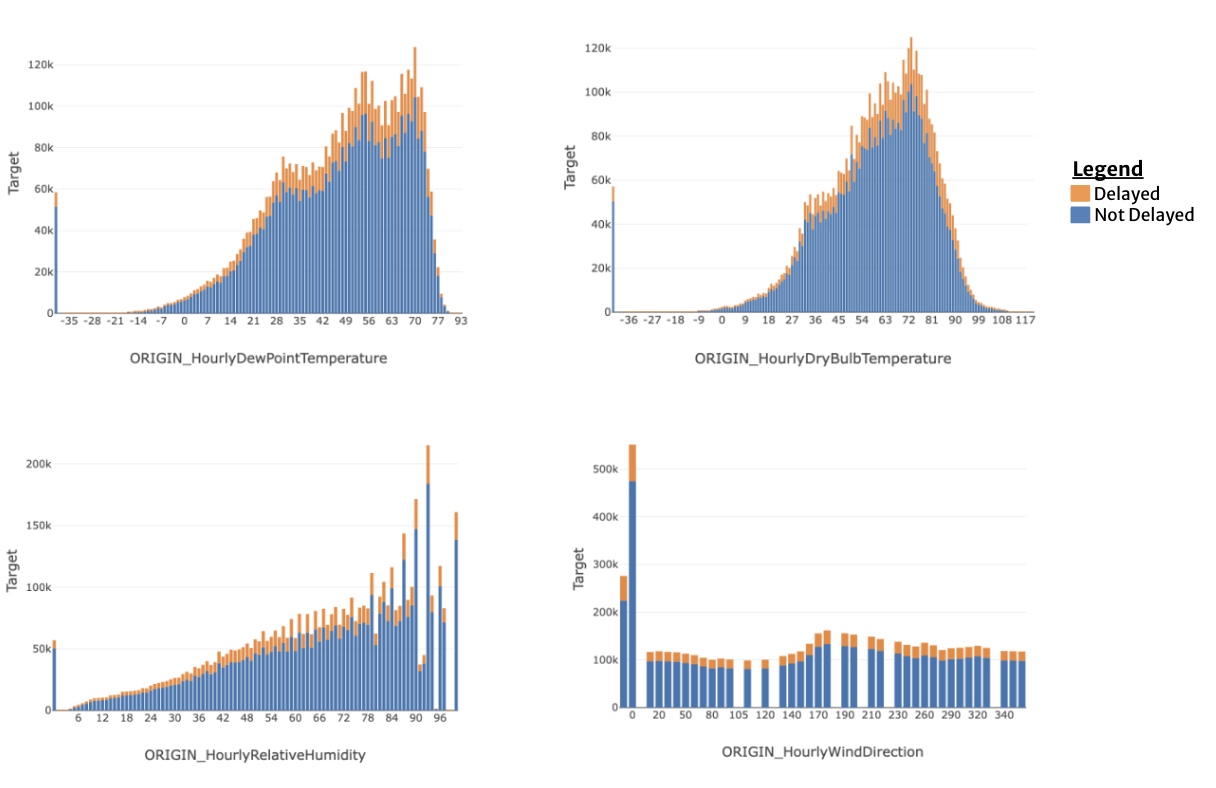 120k
100k
80k
60k
40k
20k
0
Target
-35 -28 -21 -14 -7 0 7 14 21 28 35 42 49 56 63 70 77 93
ORIGIN_HourlyDewPointTemperature
120k
100k
80k
60k
40k
20k
0
Target
-36 -27 -18 -9 0 9 18 27 36 45 54 63 72 81 90 99 108 117
ORIGIN_HourlyDryBulbTemperature
Legend
Delayed
Not Delayed
200k
150k
100k
50k
0
Target
6 12 18 24 30 36 42 48 54 60 66 72 78 84 90 96
ORIGIN_HourlyRelativeHumidity
500k
400k
300k
200k
100k
0
Target
0 20 50 80 105 120 140 170 190 210 230 260 290 320 340
ORIGIN_HourlyWindDirection